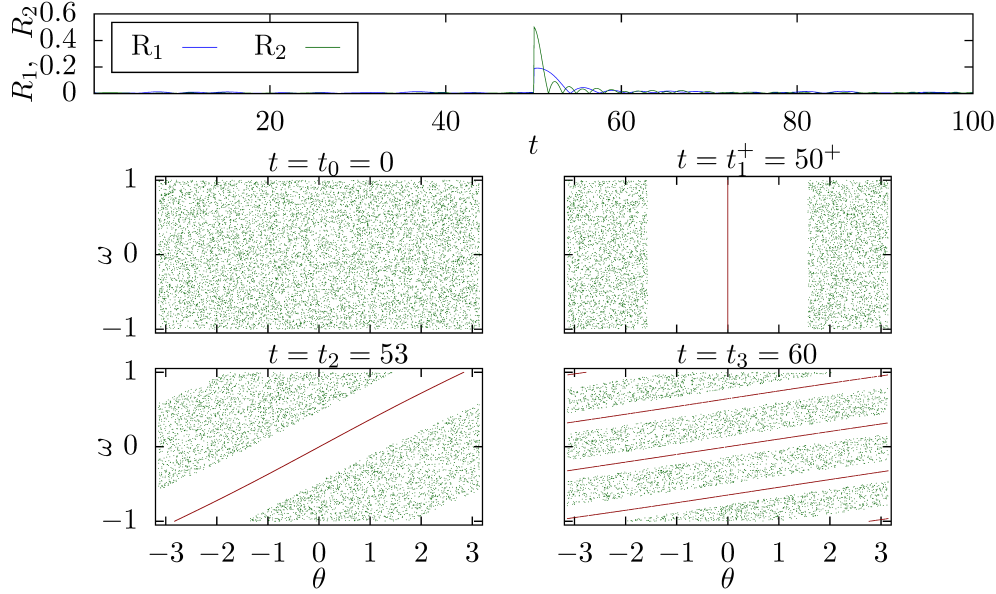 R₁, R₂
0.6
0.4
0.2
0
R₁ R₂
20 40 60 80 100
t
t = t₀ = 0 t = t₁⁺ = 50⁺
1
ω 0
−1
t = t₂ = 53 t = t₃ = 60
1
ω 0
−1
−3 −2 −1 0 1 2 3 −3 −2 −1 0 1 2 3
θ θ